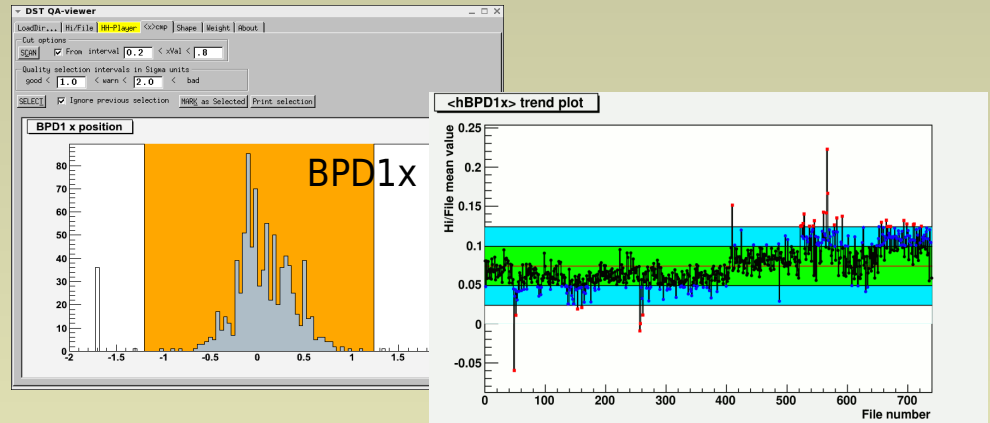 DST QA-viewer
LoadDir... Hi/File HH-Player <x>cmp Shape Weight About
Cut options
SCAN From interval 0.2 < xVal < .8
Quality selection intervals in Sigma units
good < 1.0 < warn < 2.0 < bad
SELECT Ignore previous selection MARK as Selected Print selection
BPD1 x position
BPD1x
80
70
60
50
40
30
20
10
0
-2 -1.5 -1 -0.5 0 0.5 1 1.5
<hBPD1x> trend plot
Hi/File mean value
0.25
0.2
0.15
0.1
0.05
0
-0.05
0 100 200 300 400 500 600 700
File number